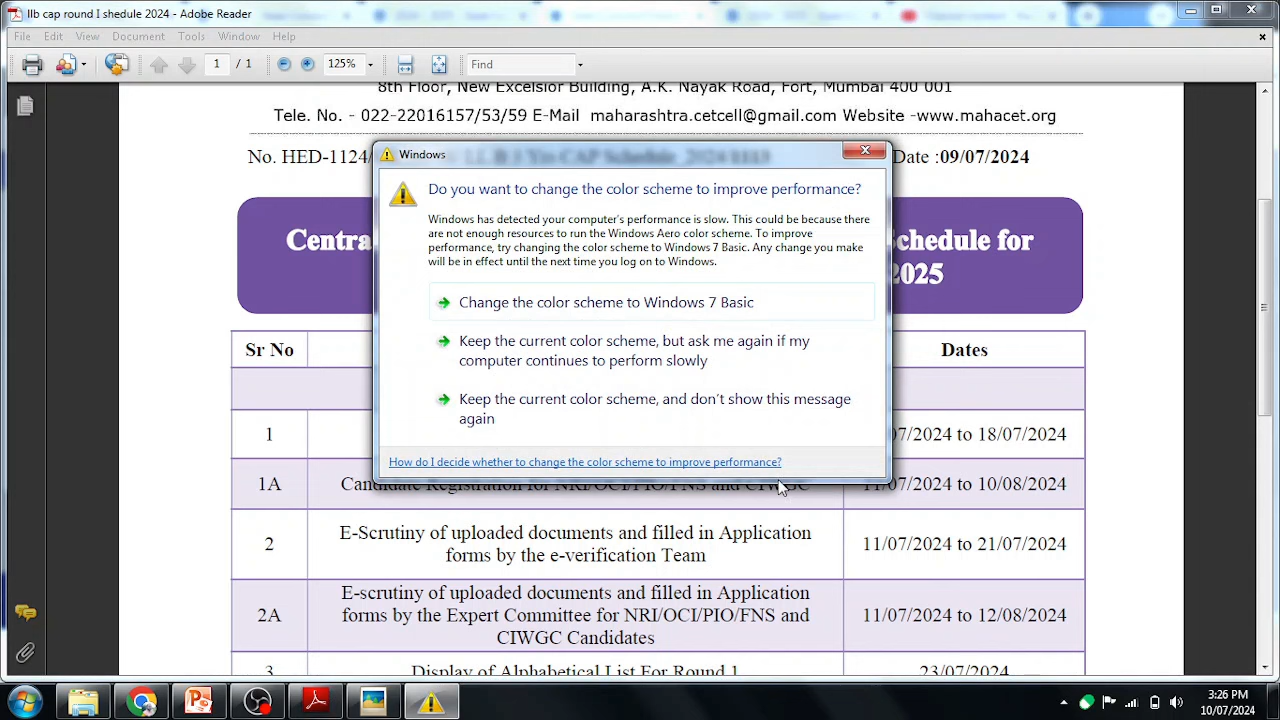 llb cap round I shedule 2024 - Adobe Reader
File Edit View Document Tools Window Help
1 / 1 125% Find
8th Floor, New Excelsior Building, A.K. Nayak Road, Fort, Mumbai 400 001
Tele. No. - 022-22016157/53/59 E-Mail maharashtra.cetcell@gmail.com Website -www.mahacet.org
No. HED-1124/
Date :09/07/2024
Windows
Do you want to change the color scheme to improve performance?
Windows has detected your computer's performance is slow. This could be because there
are not enough resources to run the Windows Aero color scheme. To improve
performance, try changing the color scheme to Windows 7 Basic. Any change you make
will be in effect until the next time you log on to Windows.
Change the color scheme to Windows 7 Basic
Keep the current color scheme, but ask me again if my
computer continues to perform slowly
Keep the current color scheme, and don't show this message
again
How do I decide whether to change the color scheme to improve performance?
Centra
Schedule for
2025
Sr No Dates
1 07/2024 to 18/07/2024
1A Candidate Registration for NRI/OCI/PIO/FNS and CIWGC 11/07/2024 to 10/08/2024
2 E-Scrutiny of uploaded documents and filled in Application
forms by the e-verification Team 11/07/2024 to 21/07/2024
2A E-scrutiny of uploaded documents and filled in Application
forms by the Expert Committee for NRI/OCI/PIO/FNS and
CIWGC Candidates 11/07/2024 to 12/08/2024
3 Display of Alphabetical List For Round 1 23/07/2024
3:26 PM
10/07/2024